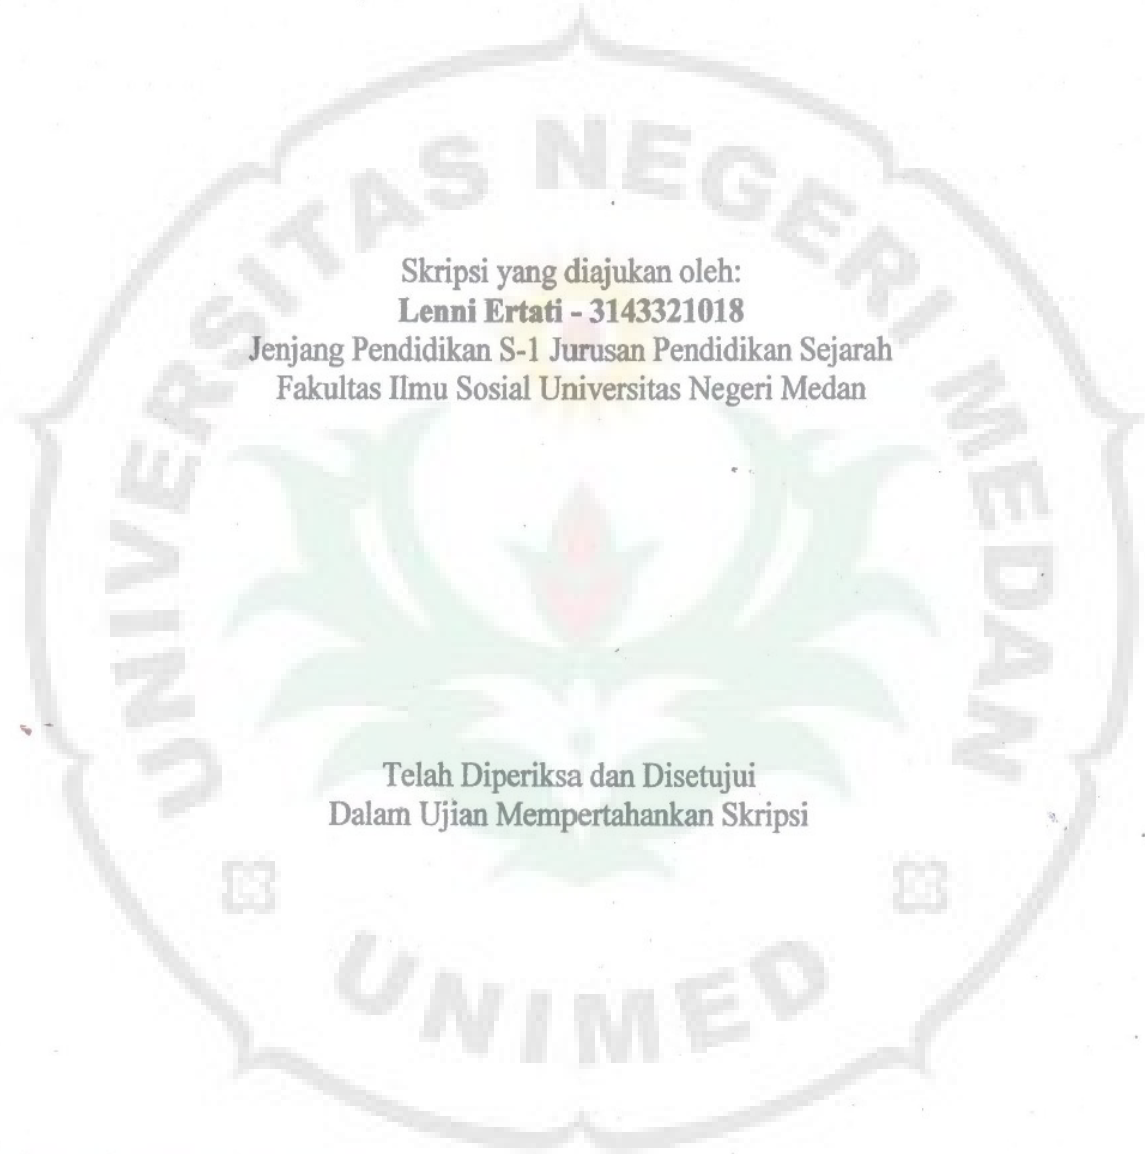 UNIVERSITAS NEGERI MEDAN
Skripsi yang diajukan oleh:
Lenni Ertati - 3143321018
Jenjang Pendidikan S-1 Jurusan Pendidikan Sejarah
Fakultas Ilmu Sosial Universitas Negeri Medan
Telah Diperiksa dan Disetujui
Dalam Ujian Mempertahankan Skripsi
UNIMED